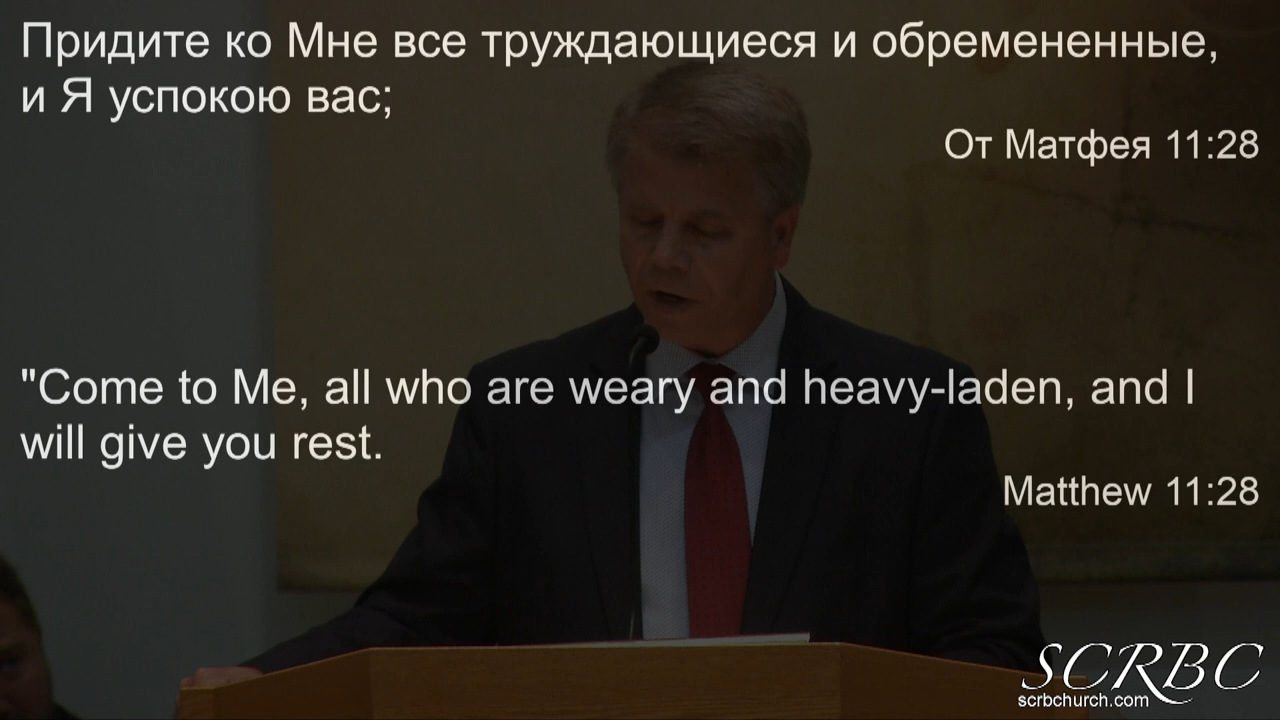 Придите ко Мне все труждающиеся и обремененные,
и Я успокою вас;
От Матфея 11:28
"Come to Me, all who are weary and heavy-laden, and I
will give you rest.
Matthew 11:28
SCRBC
scrbchurch.com